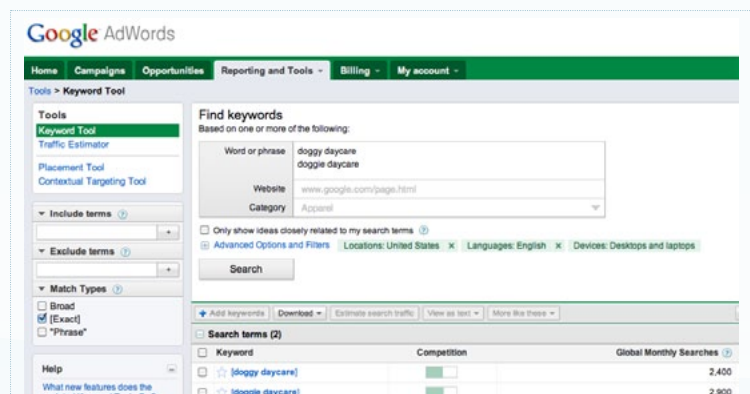 Google AdWords
Home Campaigns Opportunities Reporting and Tools Billing My account
Tools > Keyword Tool
Tools
Keyword Tool
Traffic Estimator
Placement Tool
Contextual Targeting Tool
Include terms ?
+
Exclude terms ?
+
Match Types ?
Broad
[Exact]
"Phrase"
Help
What new features does the
Find keywords
Based on one or more of the following:
Word or phrase doggy daycare
doggie daycare
Website www.google.com/page.html
Category Apparel
Only show ideas closely related to my search terms ?
Advanced Options and Filters Locations: United States X Languages: English X Devices: Desktops and laptops
Search
+ Add keywords Download Estimate search traffic View as text More like these
Search terms (2)
Keyword Competition Global Monthly Searches ?
[doggy daycare] 2,400
[doggie daycare] 2,900